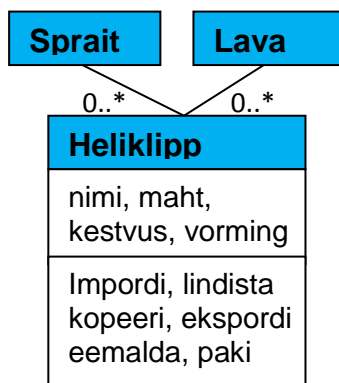 Sprait
Lava
0..*
0..*
Heliklipp
nimi, maht,
kestvus, vorming
Impordi, lindista
kopeeri, ekspordi
eemalda, paki